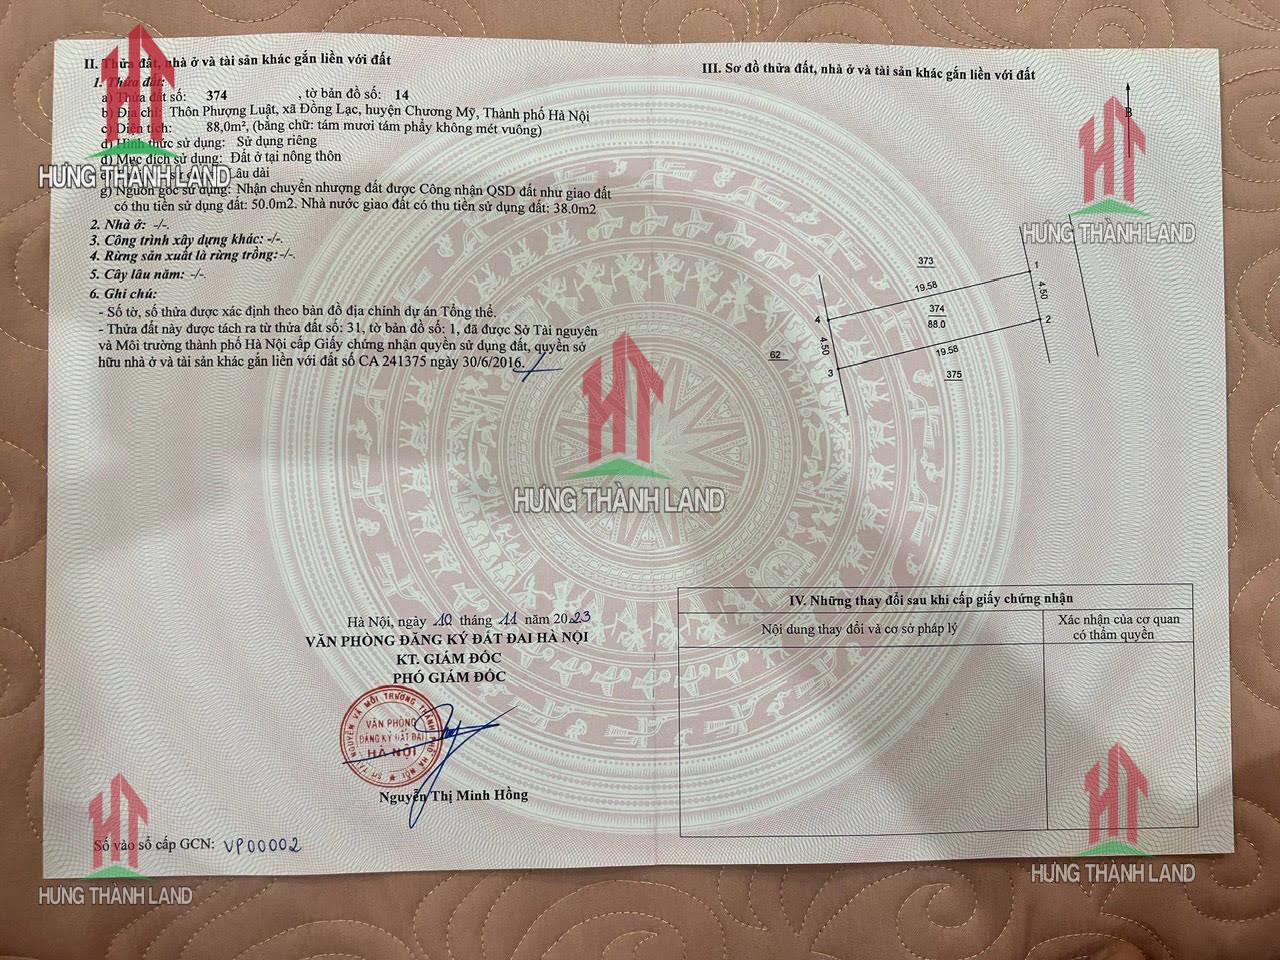 II. Thửa đất, nhà ở và tài sản khác gắn liền với đất
1. Thửa đất:
a) Thửa đất số: 374 , tờ bản đồ số: 14
b) Địa chỉ: Thôn Phượng Luật, xã Đồng Lạc, huyện Chương Mỹ, Thành phố Hà Nội
c) Diện tích: 88,0m², (bằng chữ: tám mươi tám phẩy không mét vuông)
d) Hình thức sử dụng: Sử dụng riêng
đ) Mục đích sử dụng: Đất ở tại nông thôn
Lâu dài
g) Nguồn gốc sử dụng: Nhận chuyển nhượng đất được Công nhận QSD đất như giao đất
có thu tiền sử dụng đất: 50.0m2. Nhà nước giao đất có thu tiền sử dụng đất: 38.0m2
2. Nhà ở: -/-.
3. Công trình xây dựng khác: -/-.
4. Rừng sản xuất là rừng trồng: -/-.
5. Cây lâu năm: -/-.
6. Ghi chú:
- Số tờ, số thửa được xác định theo bản đồ địa chính dự án Tổng thể.
- Thửa đất này được tách ra từ thửa đất số: 31, tờ bản đồ số: 1, đã được Sở Tài nguyên
và Môi trường thành phố Hà Nội cấp Giấy chứng nhận quyền sử dụng đất, quyền sở
hữu nhà ở và tài sản khác gắn liền với đất số CA 241375 ngày 30/6/2016.
Hà Nội, ngày 10 tháng 11 năm 2023
VĂN PHÒNG ĐĂNG KÝ ĐẤT ĐAI HÀ NỘI
KT. GIÁM ĐỐC
PHÓ GIÁM ĐỐC
SỞ TÀI NGUYÊN VÀ MÔI TRƯỜNG THÀNH PHỐ HÀ NỘI
VĂN PHÒNG
ĐĂNG KÝ ĐẤT ĐAI
HÀ NỘI
Nguyễn Thị Minh Hồng
Số vào sổ cấp GCN: VP00002
III. Sơ đồ thửa đất, nhà ở và tài sản khác gắn liền với đất
B
373
1
19.58
4.50
374
88.0
2
4
4.50
62
19.58
3
375
IV. Những thay đổi sau khi cấp giấy chứng nhận
Nội dung thay đổi và cơ sở pháp lý
Xác nhận của cơ quan
có thẩm quyền
HƯNG THÀNH LAND
HƯNG THÀNH LAND
HƯNG THÀNH LAND
HƯNG THÀNH LAND
HƯNG THÀNH LAND